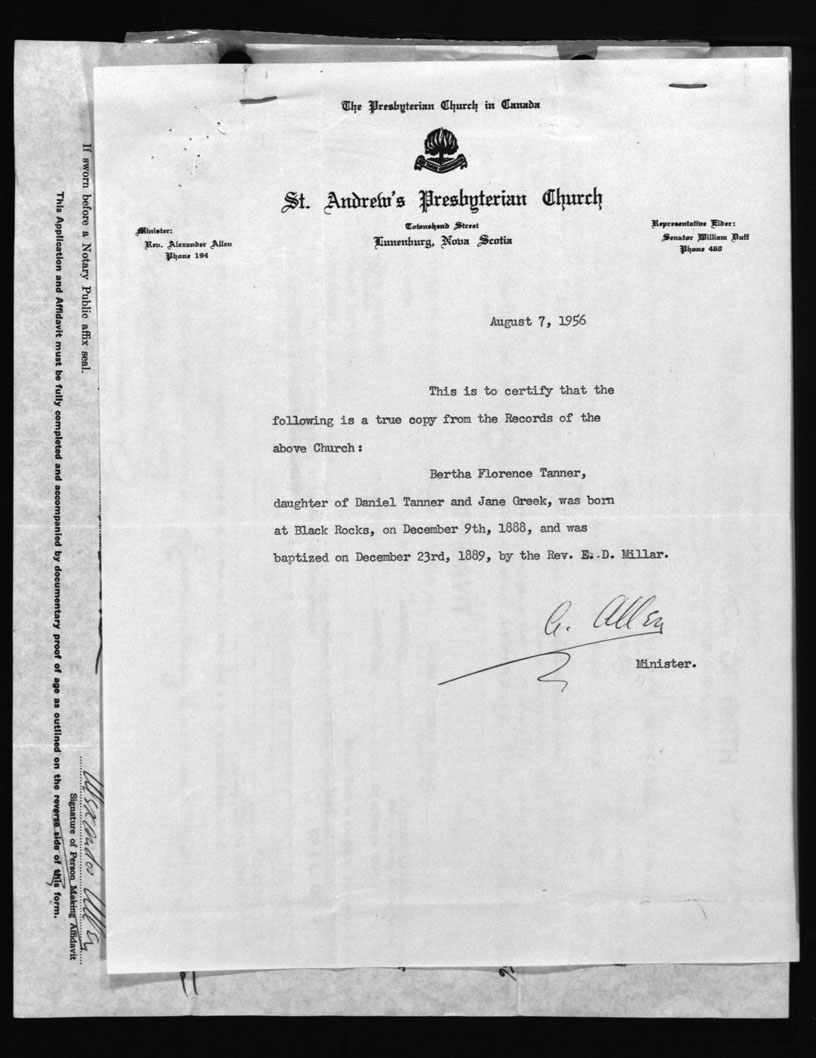 The Presbyterian Church in Canada
St. Andrew's Presbyterian Church
Townshend Street
Lunenburg, Nova Scotia
Minister:
Rev. Alexander Allen
Phone 194
Representative Elder:
Senator William Duff
Phone 468
August 7, 1956
This is to certify that the
following is a true copy from the Records of the
above Church:
Bertha Florence Tanner,
daughter of Daniel Tanner and Jane Greek, was born
at Black Rocks, on December 9th, 1888, and was
baptized on December 23rd, 1889, by the Rev. E. D. Millar.
A. Allen
Minister.
If sworn before a Notary Public affix seal.
This Application and Affidavit must be fully completed and accompanied by documentary proof of age as outlined on the reverse side of this form.
Alexander Allen
Signature of Person Making Affidavit